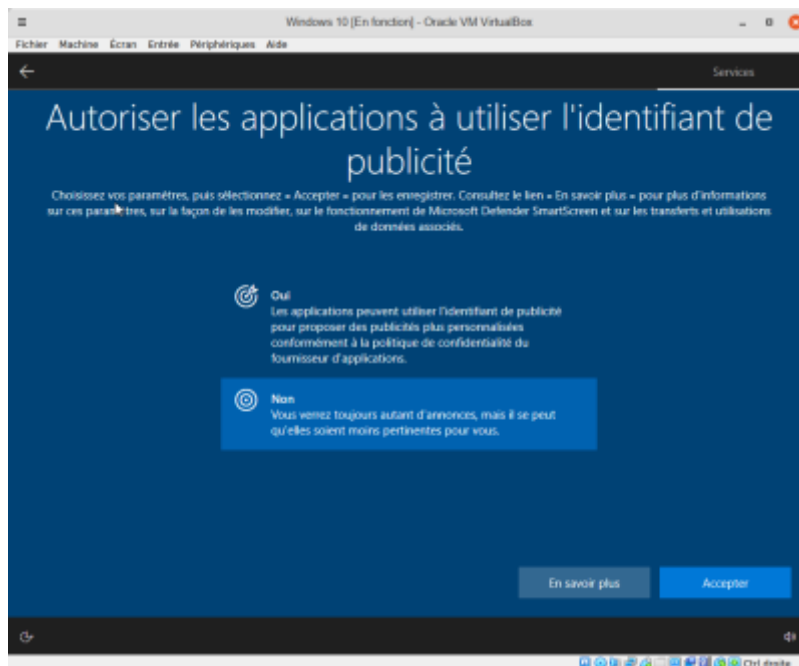 Windows 10 [En fonction] - Oracle VM VirtualBox
Fichier Machine Écran Entrée Périphériques Aide
Services
Autoriser les applications à utiliser l'identifiant de
publicité
Choisissez vos paramètres, puis sélectionnez « Accepter » pour les enregistrer. Consultez le lien « En savoir plus » pour plus d'informations
sur ces paramètres, sur la façon de les modifier, sur le fonctionnement de Microsoft Defender SmartScreen et sur les transferts et utilisations
de données associés.
Oui
Les applications peuvent utiliser l'identifiant de publicité
pour proposer des publicités plus personnalisées
conformément à la politique de confidentialité du
fournisseur d'applications.
Non
Vous verrez toujours autant d'annonces, mais il se peut
qu'elles soient moins pertinentes pour vous.
En savoir plus
Accepter
Ctrl droite